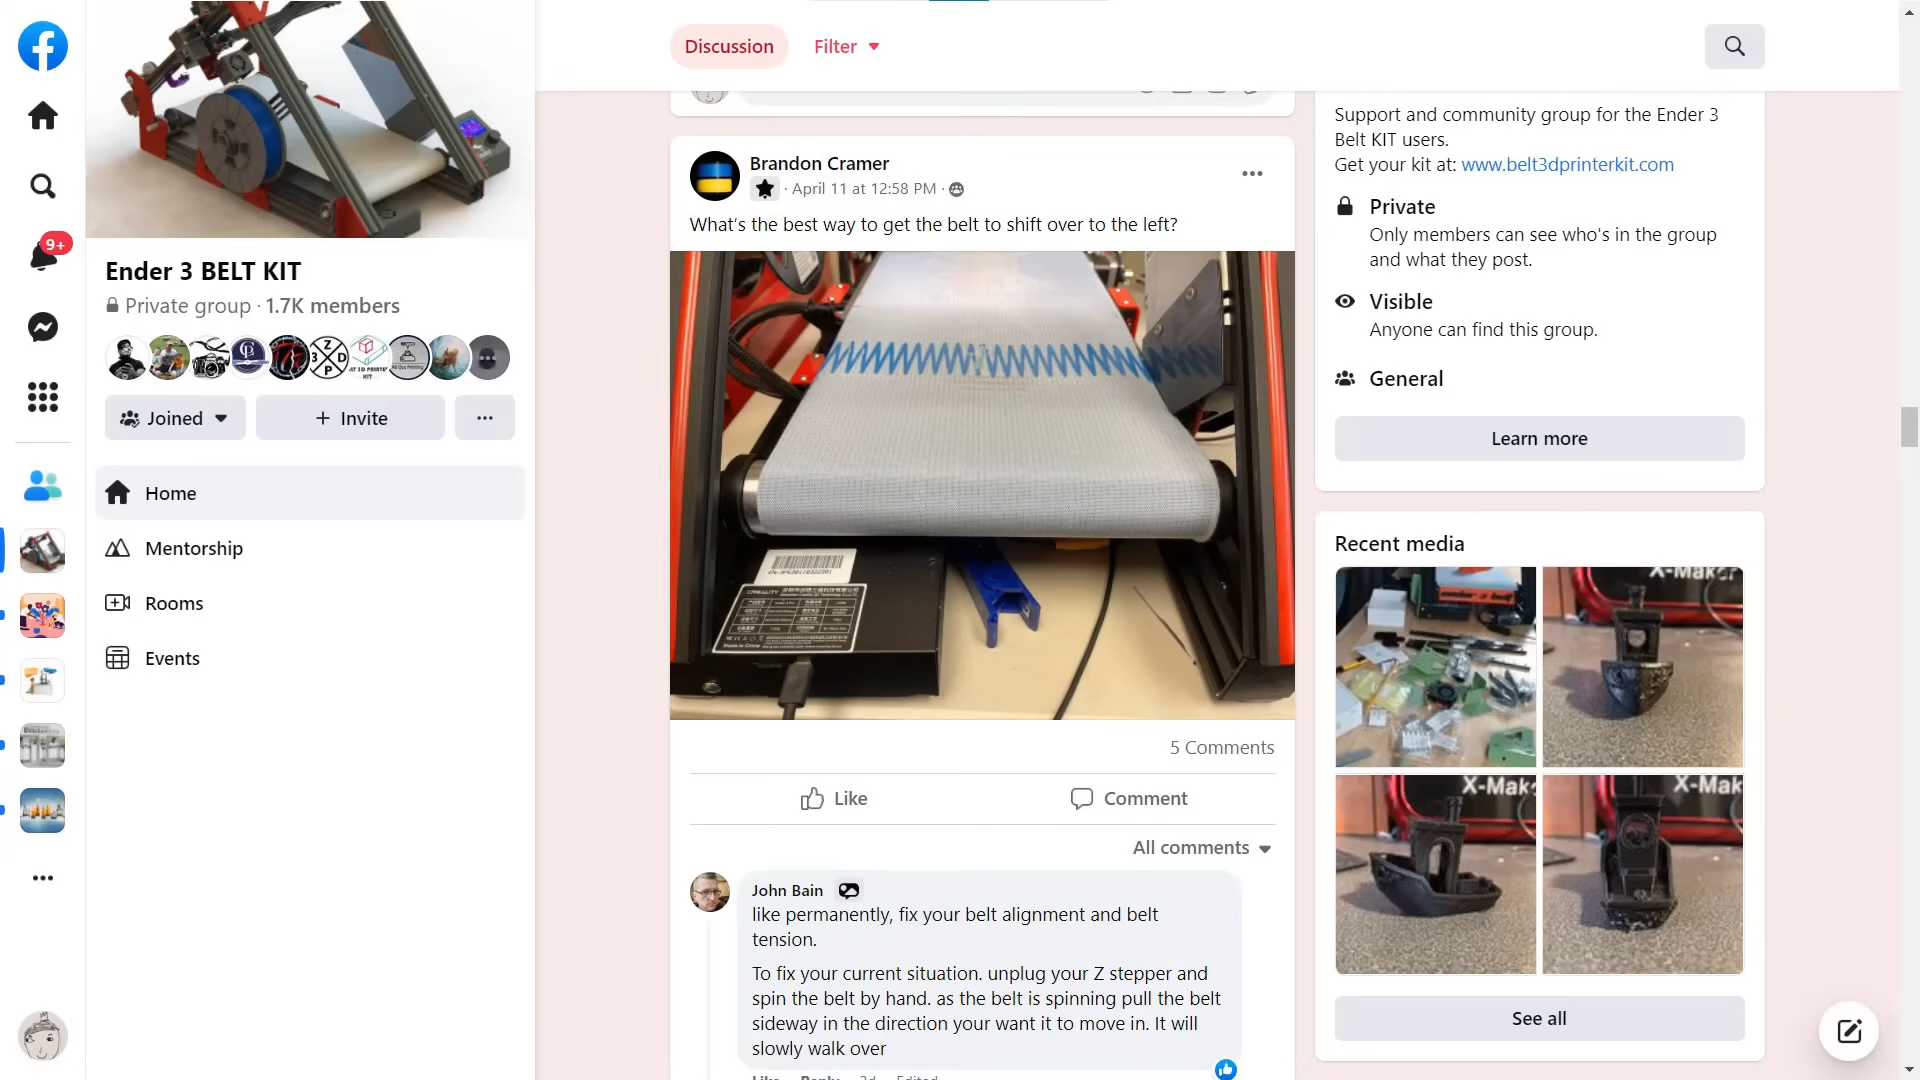 9+
Ender 3 BELT KIT
Private group · 1.7K members
Joined
+ Invite
Home
Mentorship
Rooms
Events
Discussion
Filter
Brandon Cramer
· April 11 at 12:58 PM ·
What's the best way to get the belt to shift over to the left?
CREALITY
5 Comments
Like
Comment
All comments
John Bain
like permanently, fix your belt alignment and belt
tension.
To fix your current situation. unplug your Z stepper and
spin the belt by hand. as the belt is spinning pull the belt
sideway in the direction your want it to move in. It will
slowly walk over
Support and community group for the Ender 3
Belt KIT users.
Get your kit at: www.belt3dprinterkit.com
Private
Only members can see who's in the group
and what they post.
Visible
Anyone can find this group.
General
Learn more
Recent media
X-Maker
X-Mak
X-Mak
See all